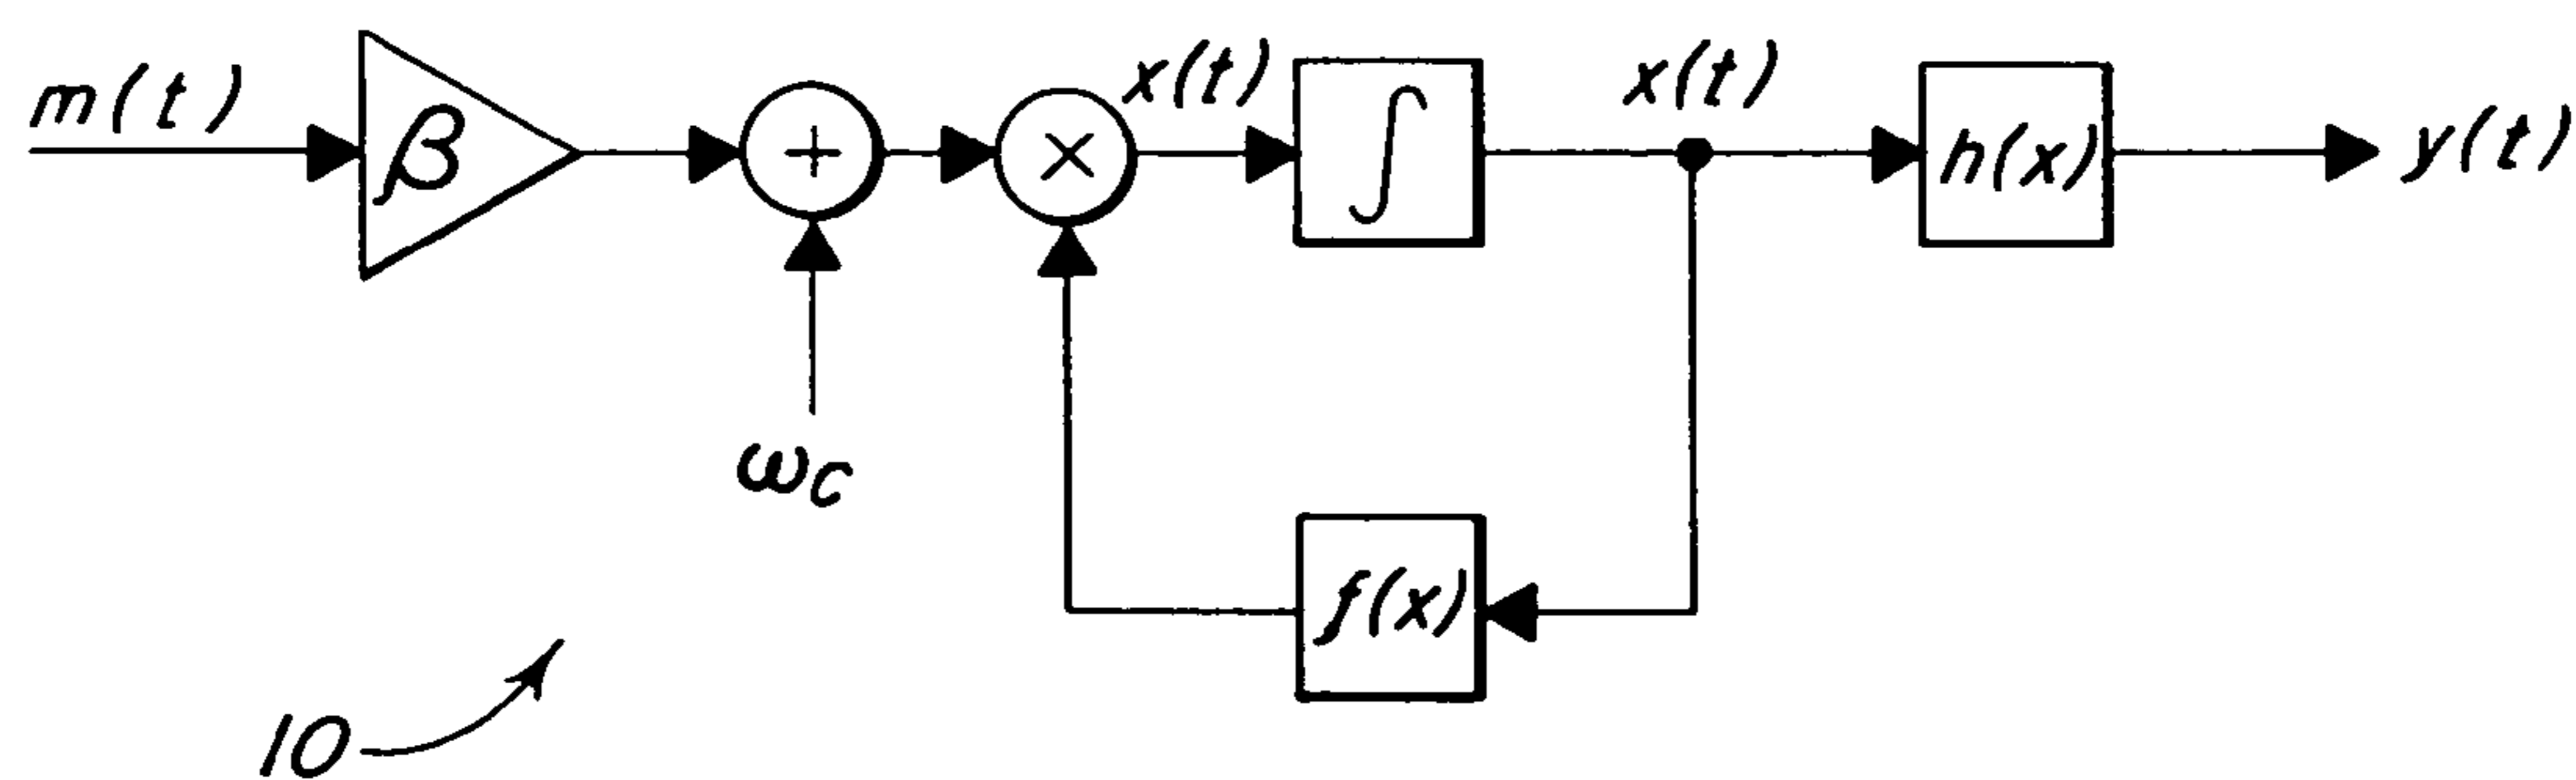 m(t)
β
+
ωc
×
x(t)
∫
x(t)
h(x)
y(t)
f(x)
10